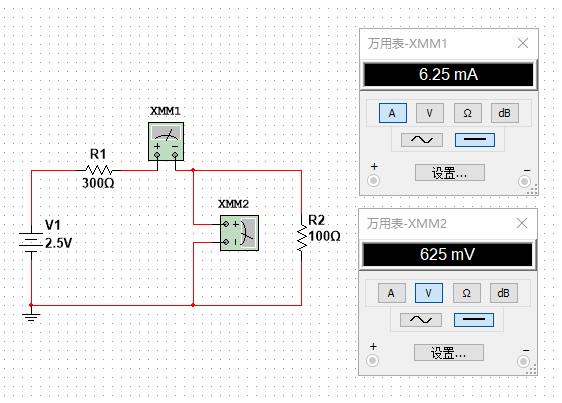 万用表-XMM1
6.25 mA
A V Ω dB
+ −
设置...
XMM1
+ −
R1
300Ω
XMM2
+
−
V1
2.5V
R2
100Ω
万用表-XMM2
625 mV
A V Ω dB
+ −
设置...